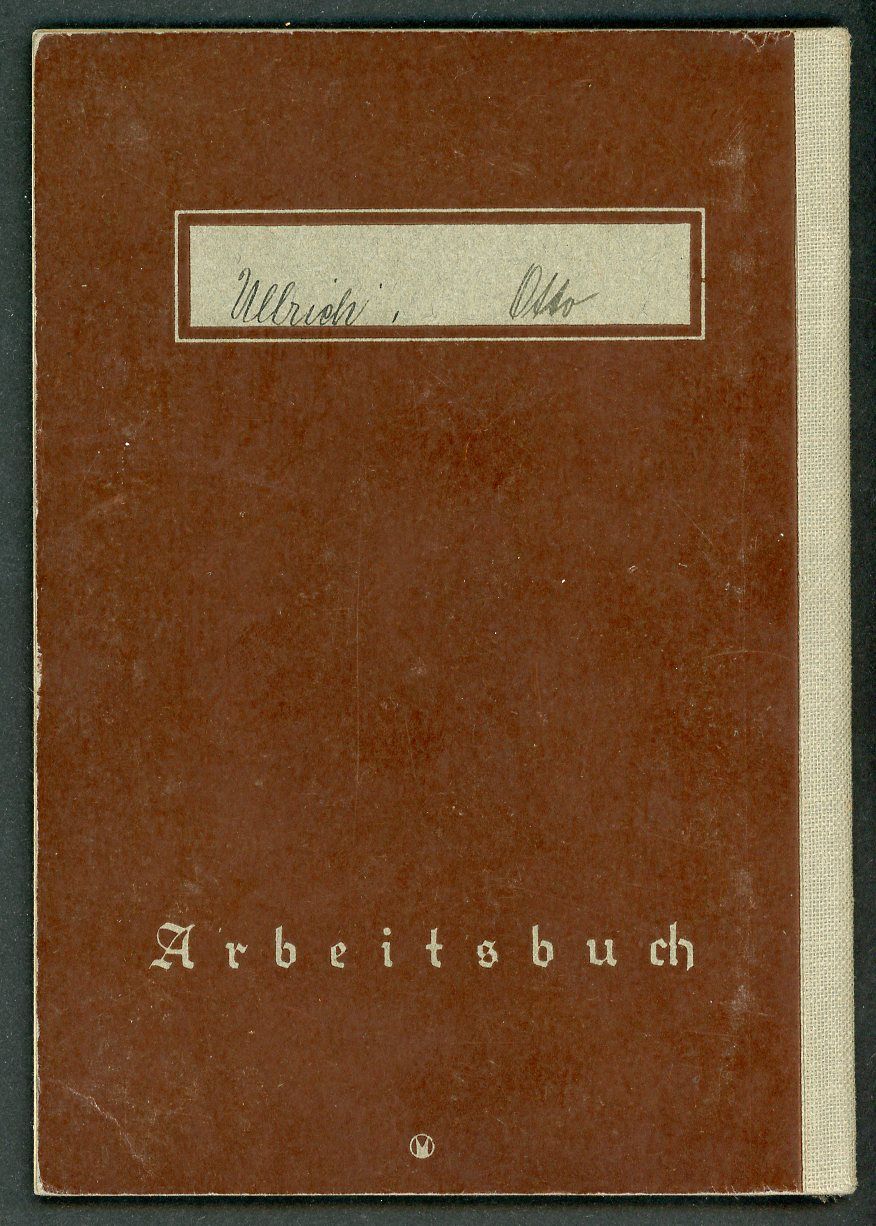 Ullrich, Otto
Arbeitsbuch